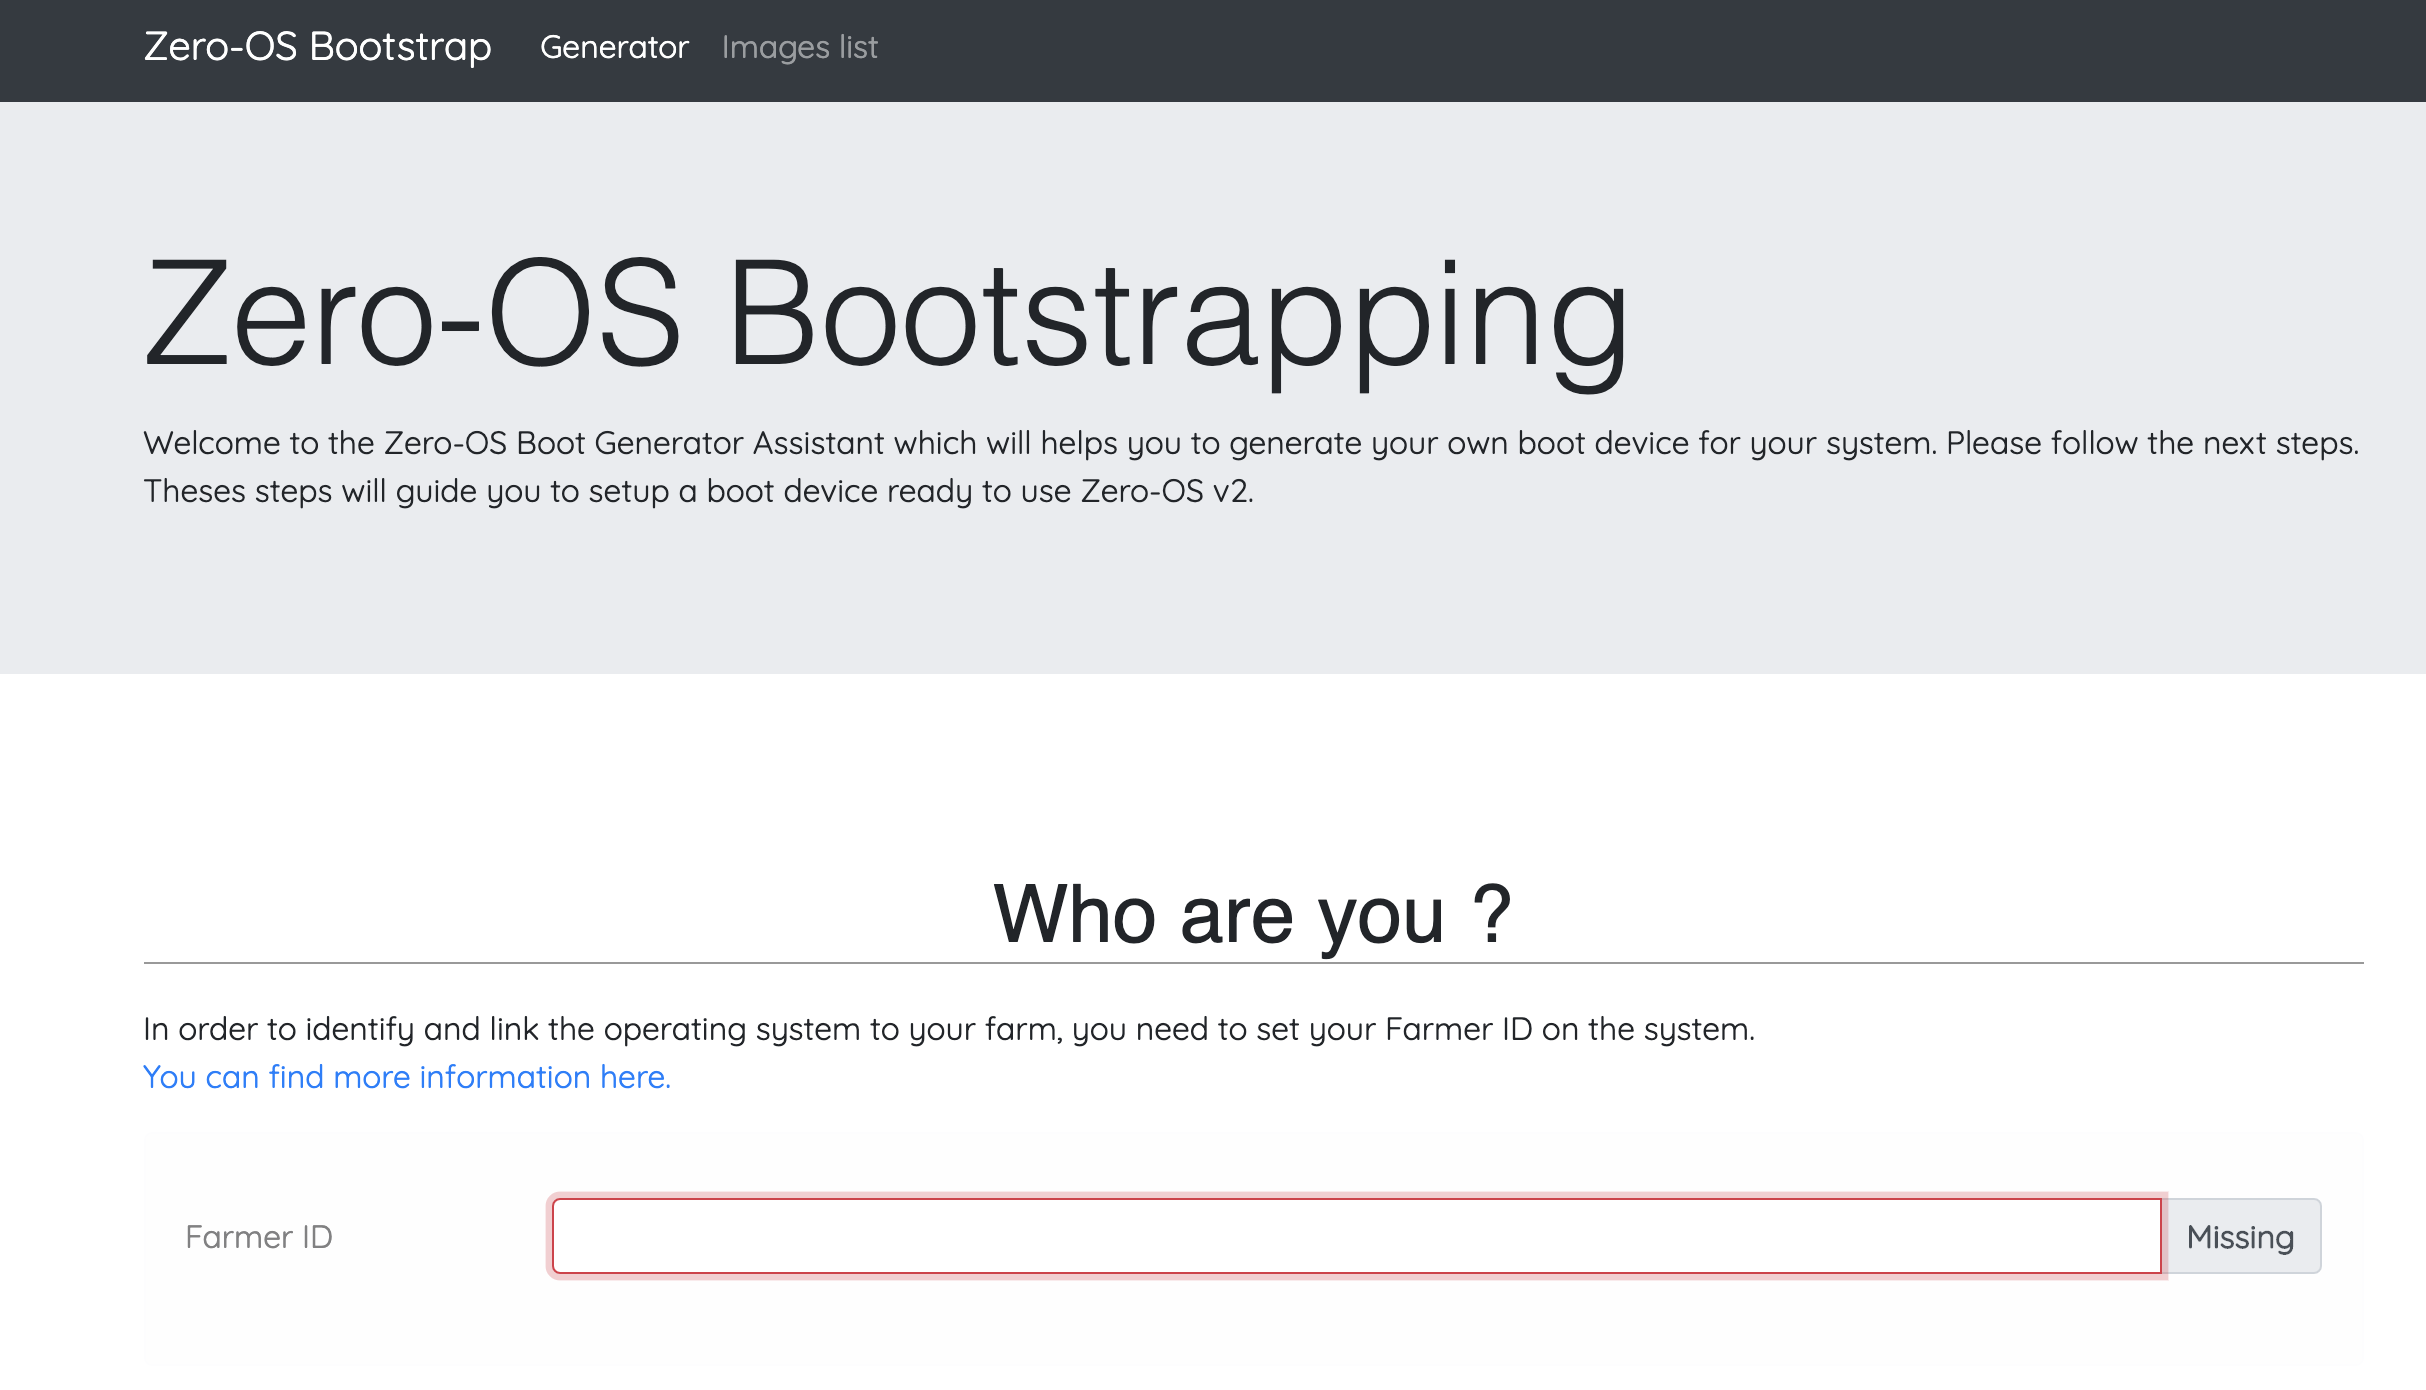 Zero-OS Bootstrap Generator Images list
Zero-OS Bootstrapping
Welcome to the Zero-OS Boot Generator Assistant which will helps you to generate your own boot device for your system. Please follow the next steps.
Theses steps will guide you to setup a boot device ready to use Zero-OS v2.
Who are you ?
In order to identify and link the operating system to your farm, you need to set your Farmer ID on the system.
You can find more information here.
Farmer ID Missing